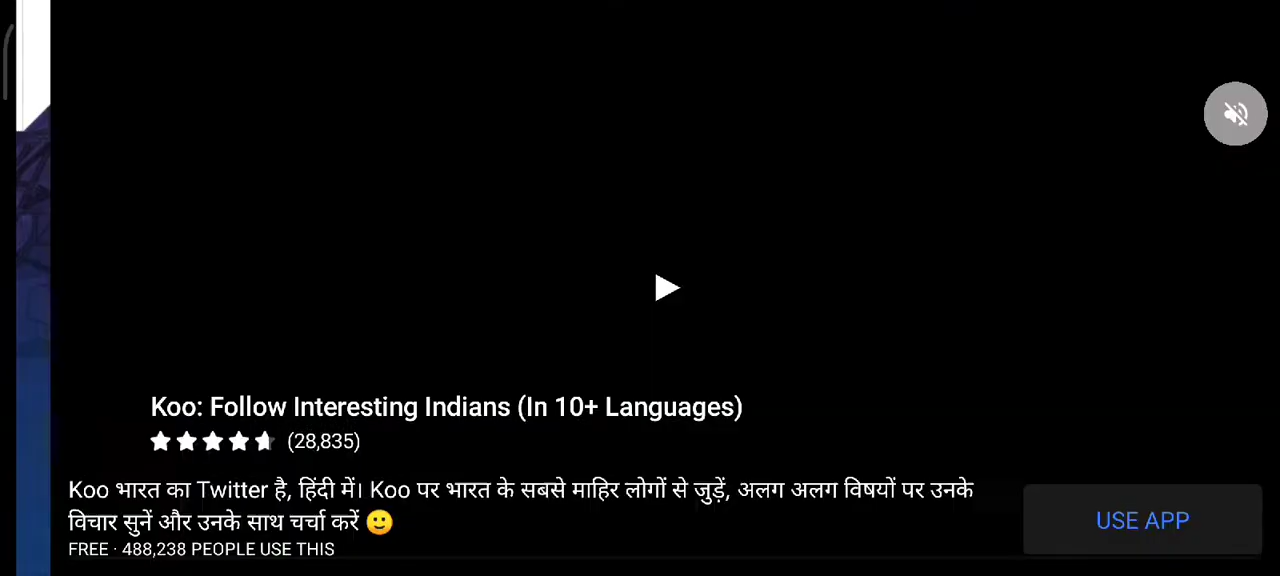 Koo: Follow Interesting Indians (In 10+ Languages)
(28,835)
Koo भारत का Twitter है, हिंदी में। Koo पर भारत के सबसे माहिर लोगों से जुड़ें, अलग अलग विषयों पर उनके
विचार सुनें और उनके साथ चर्चा करें 🙂
FREE · 488,238 PEOPLE USE THIS
USE APP